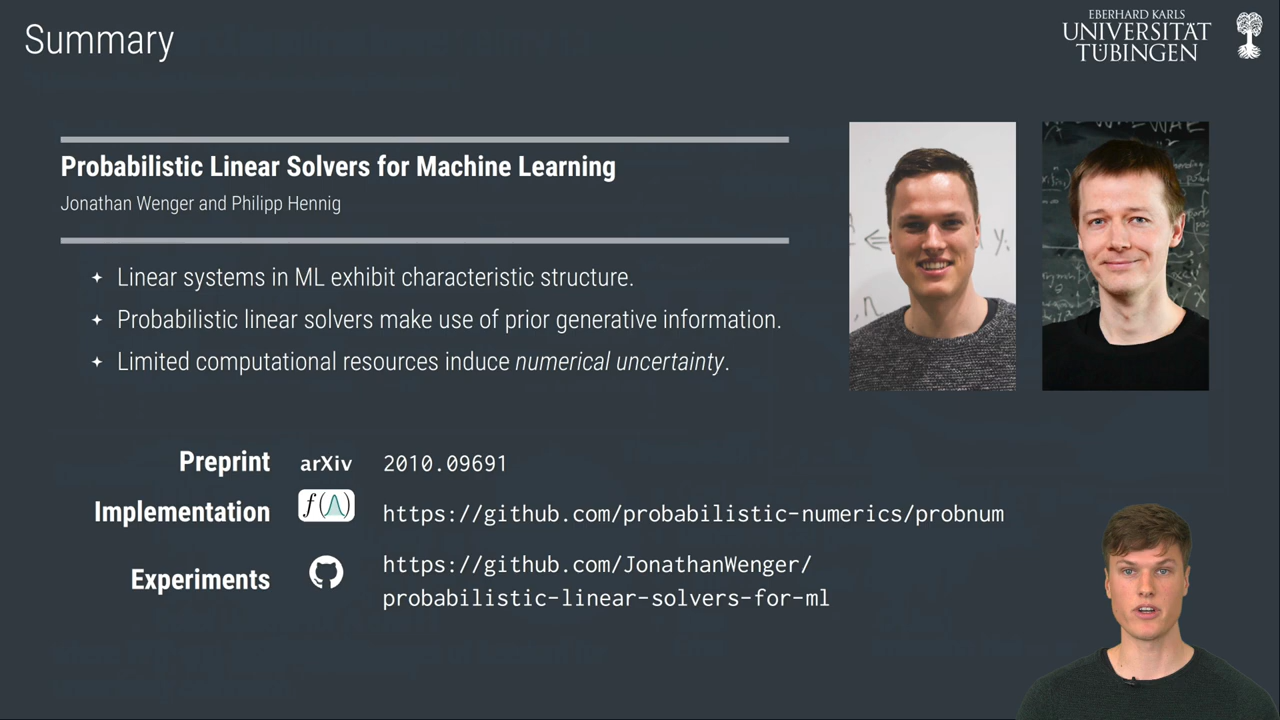 Summary
EBERHARD KARLS
UNIVERSITÄT
TÜBINGEN
Probabilistic Linear Solvers for Machine Learning
Jonathan Wenger and Philipp Hennig
Linear systems in ML exhibit characteristic structure.
Probabilistic linear solvers make use of prior generative information.
Limited computational resources induce numerical uncertainty.
Preprint arXiv 2010.09691
Implementation f(λ) https://github.com/probabilistic-numerics/probnum
Experiments https://github.com/JonathanWenger/
probabilistic-linear-solvers-for-ml